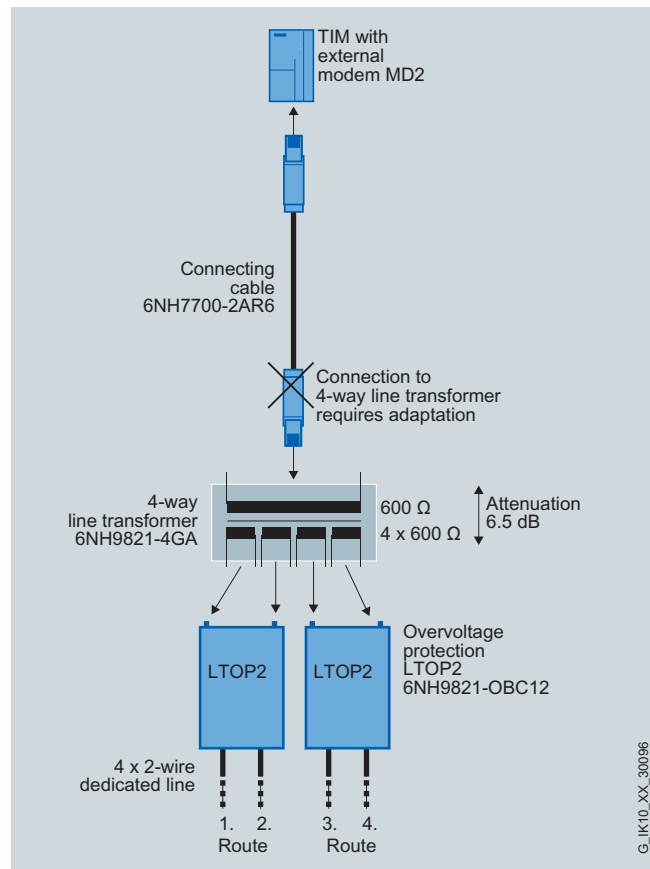 TIM with
external
modem MD2
Connecting
cable
6NH7700-2AR6
Connection to
4-way line transformer
requires adaptation
4-way
line transformer
6NH9821-4GA
600 Ω
4 x 600 Ω
Attenuation
6.5 dB
LTOP2
LTOP2
Overvoltage
protection
LTOP2
6NH9821-OBC12
4 x 2-wire
dedicated line
1. 2. 3. 4.
Route Route
G_IK10_XX_30096